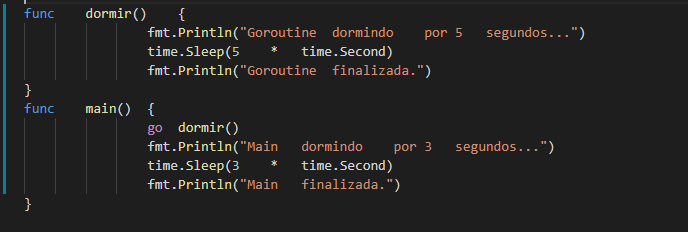 func    dormir()    {
                fmt.Println("Goroutine  dormindo    por 5   segundos...")
                time.Sleep(5    *   time.Second)
                fmt.Println("Goroutine  finalizada.")
}
func    main()  {
                go  dormir()
                fmt.Println("Main   dormindo    por 3   segundos...")
                time.Sleep(3    *   time.Second)
                fmt.Println("Main   finalizada.")
}